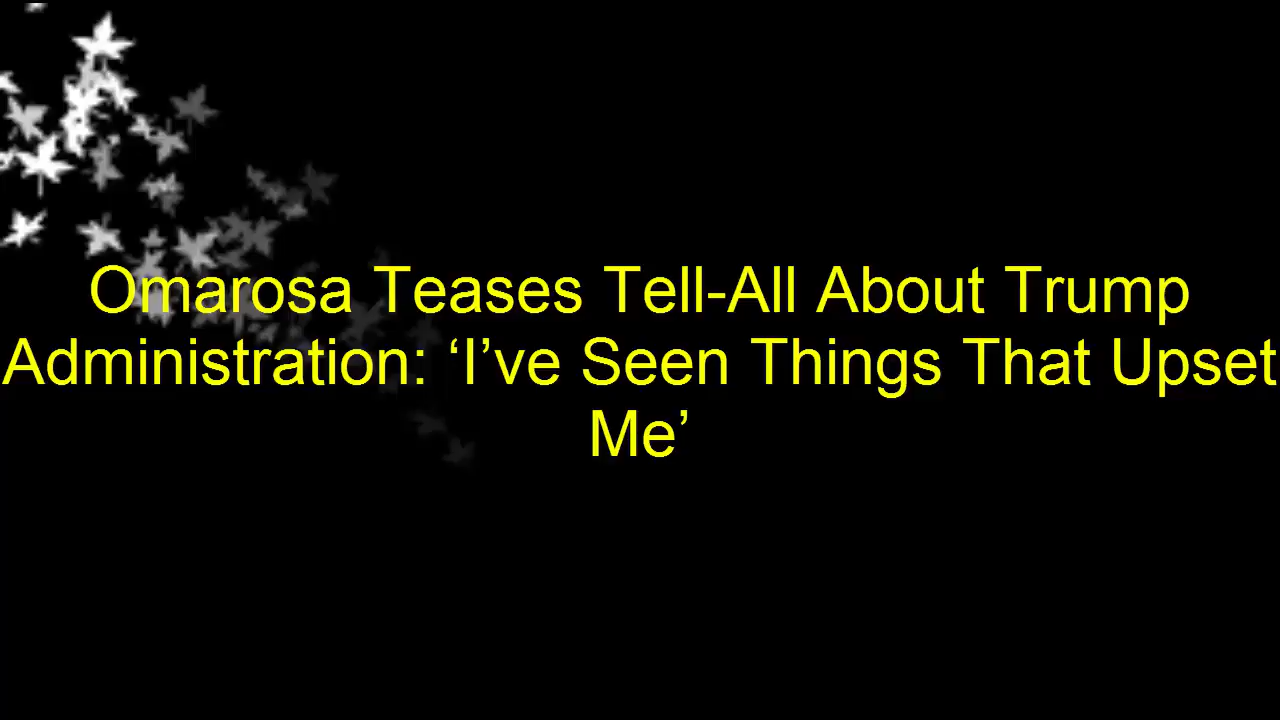 Omarosa Teases Tell-All About Trump
Administration: ‘I’ve Seen Things That Upset
Me’